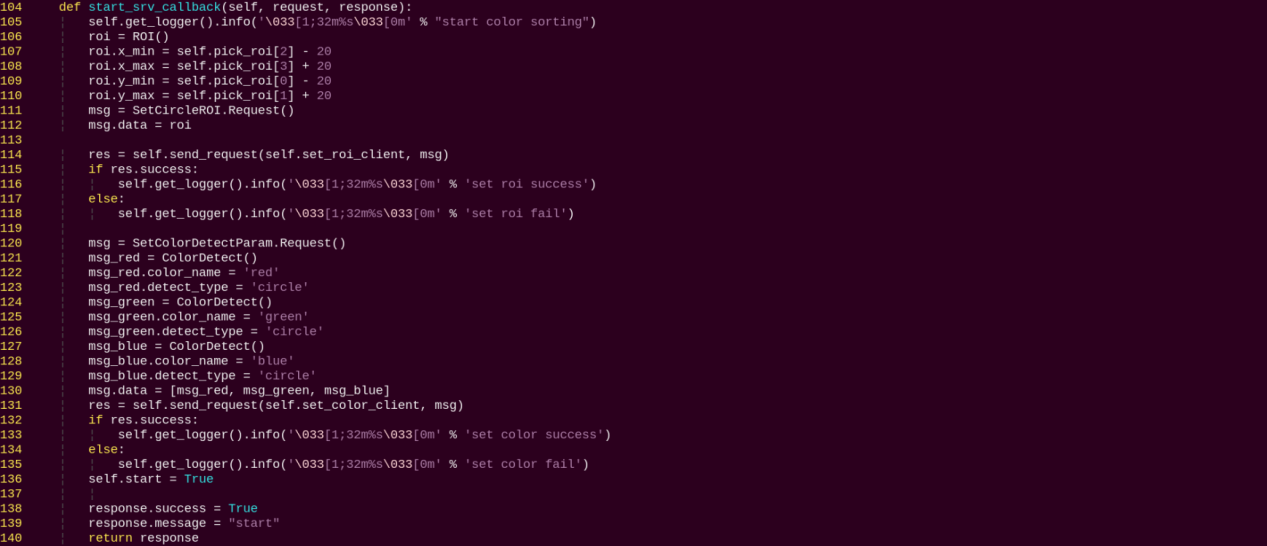 104     def start_srv_callback(self, request, response):
105         self.get_logger().info('\033[1;32m%s\033[0m' % "start color sorting")
106         roi = ROI()
107         roi.x_min = self.pick_roi[2] - 20
108         roi.x_max = self.pick_roi[3] + 20
109         roi.y_min = self.pick_roi[0] - 20
110         roi.y_max = self.pick_roi[1] + 20
111         msg = SetCircleROI.Request()
112         msg.data = roi
113
114         res = self.send_request(self.set_roi_client, msg)
115         if res.success:
116             self.get_logger().info('\033[1;32m%s\033[0m' % 'set roi success')
117         else:
118             self.get_logger().info('\033[1;32m%s\033[0m' % 'set roi fail')
119
120         msg = SetColorDetectParam.Request()
121         msg_red = ColorDetect()
122         msg_red.color_name = 'red'
123         msg_red.detect_type = 'circle'
124         msg_green = ColorDetect()
125         msg_green.color_name = 'green'
126         msg_green.detect_type = 'circle'
127         msg_blue = ColorDetect()
128         msg_blue.color_name = 'blue'
129         msg_blue.detect_type = 'circle'
130         msg.data = [msg_red, msg_green, msg_blue]
131         res = self.send_request(self.set_color_client, msg)
132         if res.success:
133             self.get_logger().info('\033[1;32m%s\033[0m' % 'set color success')
134         else:
135             self.get_logger().info('\033[1;32m%s\033[0m' % 'set color fail')
136         self.start = True
137
138         response.success = True
139         response.message = "start"
140         return response